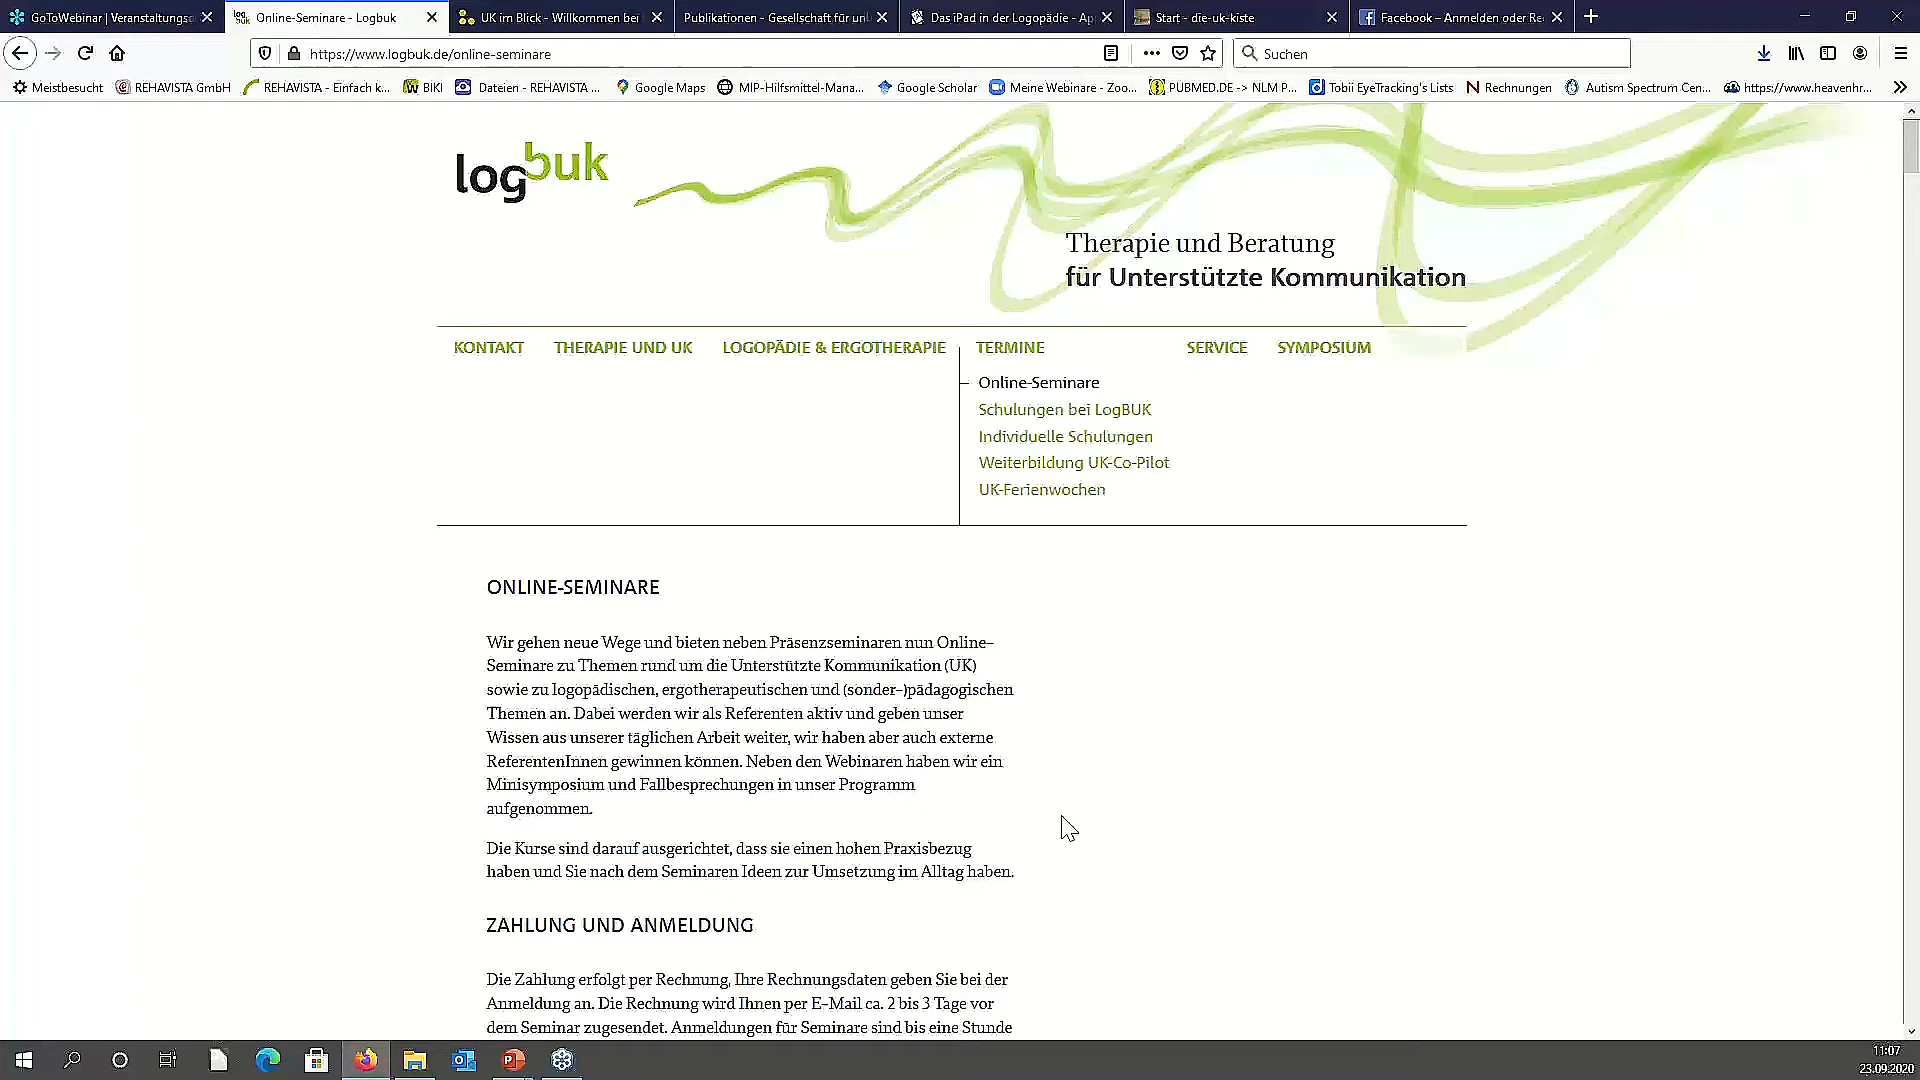 GoToWebinar | Veranstaltungsd
Online-Seminare - Logbuk
UK im Blick - Willkommen bei
Publikationen - Gesellschaft für un
Das iPad in der Logopädie - Ap
Start - die-uk-kiste
Facebook – Anmelden oder Re
https://www.logbuk.de/online-seminare
Suchen
Meistbesucht
REHAVISTA GmbH
REHAVISTA - Einfach k...
BIKI
Dateien - REHAVISTA ...
Google Maps
MIP-Hilfsmittel-Mana...
Google Scholar
Meine Webinare - Zoo...
PUBMED.DE -> NLM P...
Tobii EyeTracking's Lists
Rechnungen
Autism Spectrum Cen...
https://www.heavenhr...
logbuk
Therapie und Beratung
für Unterstützte Kommunikation
KONTAKT THERAPIE UND UK LOGOPÄDIE & ERGOTHERAPIE TERMINE SERVICE SYMPOSIUM
Online-Seminare
Schulungen bei LogBUK
Individuelle Schulungen
Weiterbildung UK-Co-Pilot
UK-Ferienwochen
ONLINE-SEMINARE
Wir gehen neue Wege und bieten neben Präsenzseminaren nun Online-
Seminare zu Themen rund um die Unterstützte Kommunikation (UK)
sowie zu logopädischen, ergotherapeutischen und (sonder-)pädagogischen
Themen an. Dabei werden wir als Referenten aktiv und geben unser
Wissen aus unserer täglichen Arbeit weiter, wir haben aber auch externe
ReferentenInnen gewinnen können. Neben den Webinaren haben wir ein
Minisymposium und Fallbesprechungen in unser Programm
aufgenommen.
Die Kurse sind darauf ausgerichtet, dass sie einen hohen Praxisbezug
haben und Sie nach dem Seminaren Ideen zur Umsetzung im Alltag haben.
ZAHLUNG UND ANMELDUNG
Die Zahlung erfolgt per Rechnung, Ihre Rechnungsdaten geben Sie bei der
Anmeldung an. Die Rechnung wird Ihnen per E-Mail ca. 2 bis 3 Tage vor
dem Seminar zugesendet. Anmeldungen für Seminare sind bis eine Stunde
11:07
23.09.2020